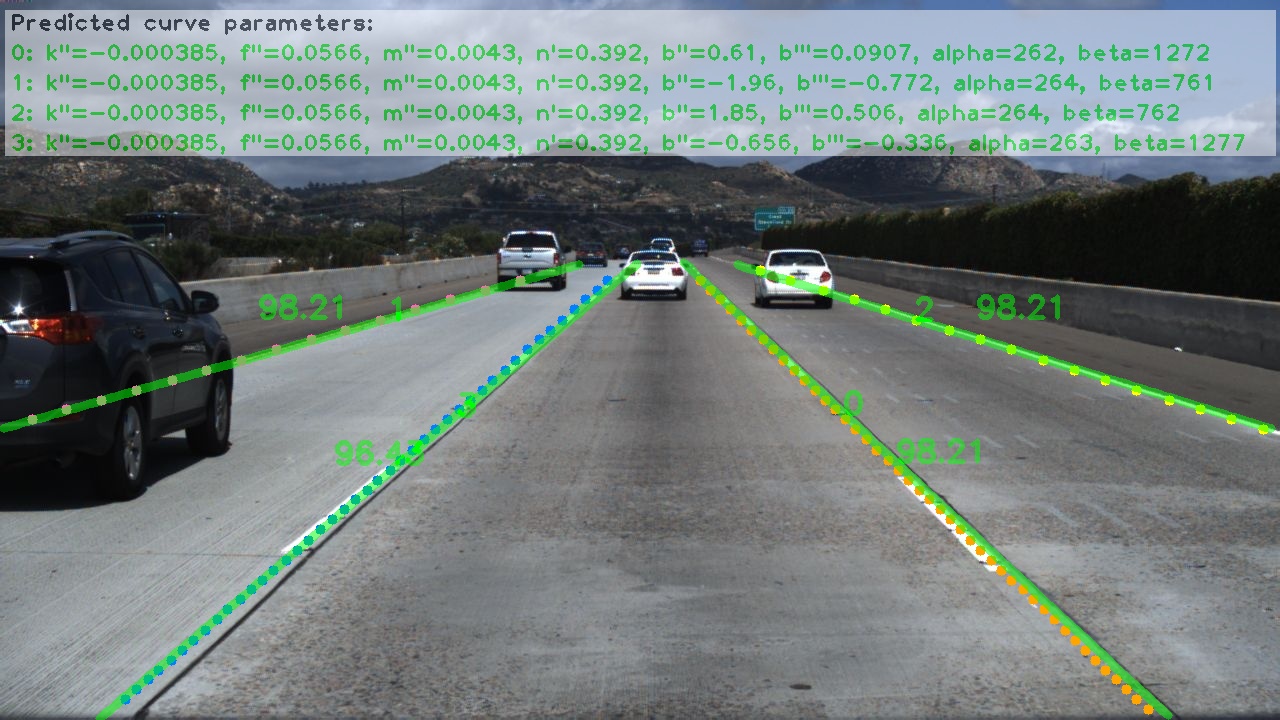 Predicted curve parameters:
0: k''=-0.000385, f''=0.0566, m''=0.0043, n'=0.392, b''=0.61, b'''=0.0907, alpha=262, beta=1272
1: k''=-0.000385, f''=0.0566, m''=0.0043, n'=0.392, b''=-1.96, b'''=-0.772, alpha=264, beta=761
2: k''=-0.000385, f''=0.0566, m''=0.0043, n'=0.392, b''=1.85, b'''=0.506, alpha=264, beta=762
3: k''=-0.000385, f''=0.0566, m''=0.0043, n'=0.392, b''=-0.656, b'''=-0.336, alpha=263, beta=1277
98.21 1 2 98.21
3 0
96.43 98.21